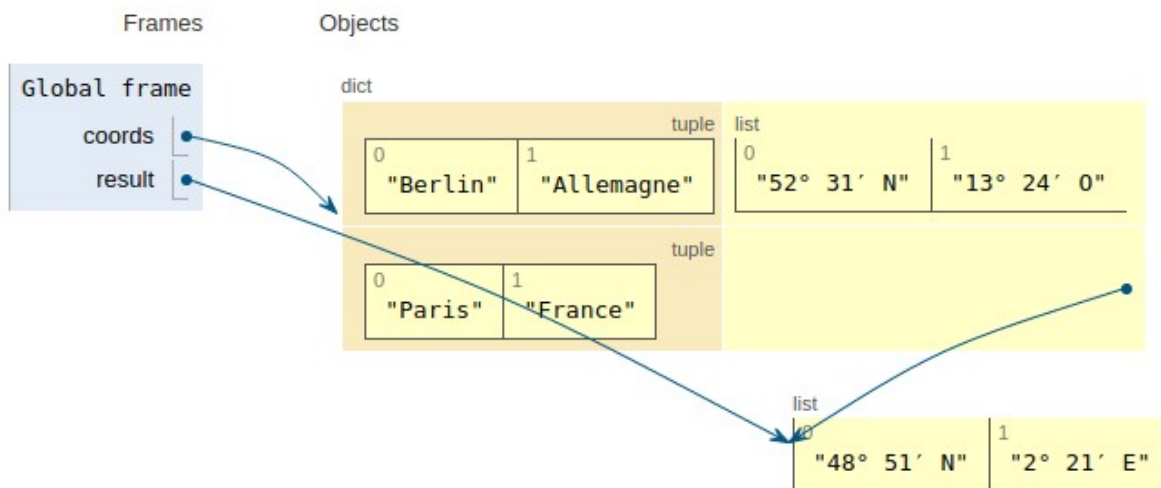 Frames Objects
Global frame
dict
coords
result
tuple list
0 1 0 1
"Berlin" "Allemagne" "52° 31′ N" "13° 24′ O"
tuple
0 1
"Paris" "France"
list
0 1
"48° 51′ N" "2° 21′ E"